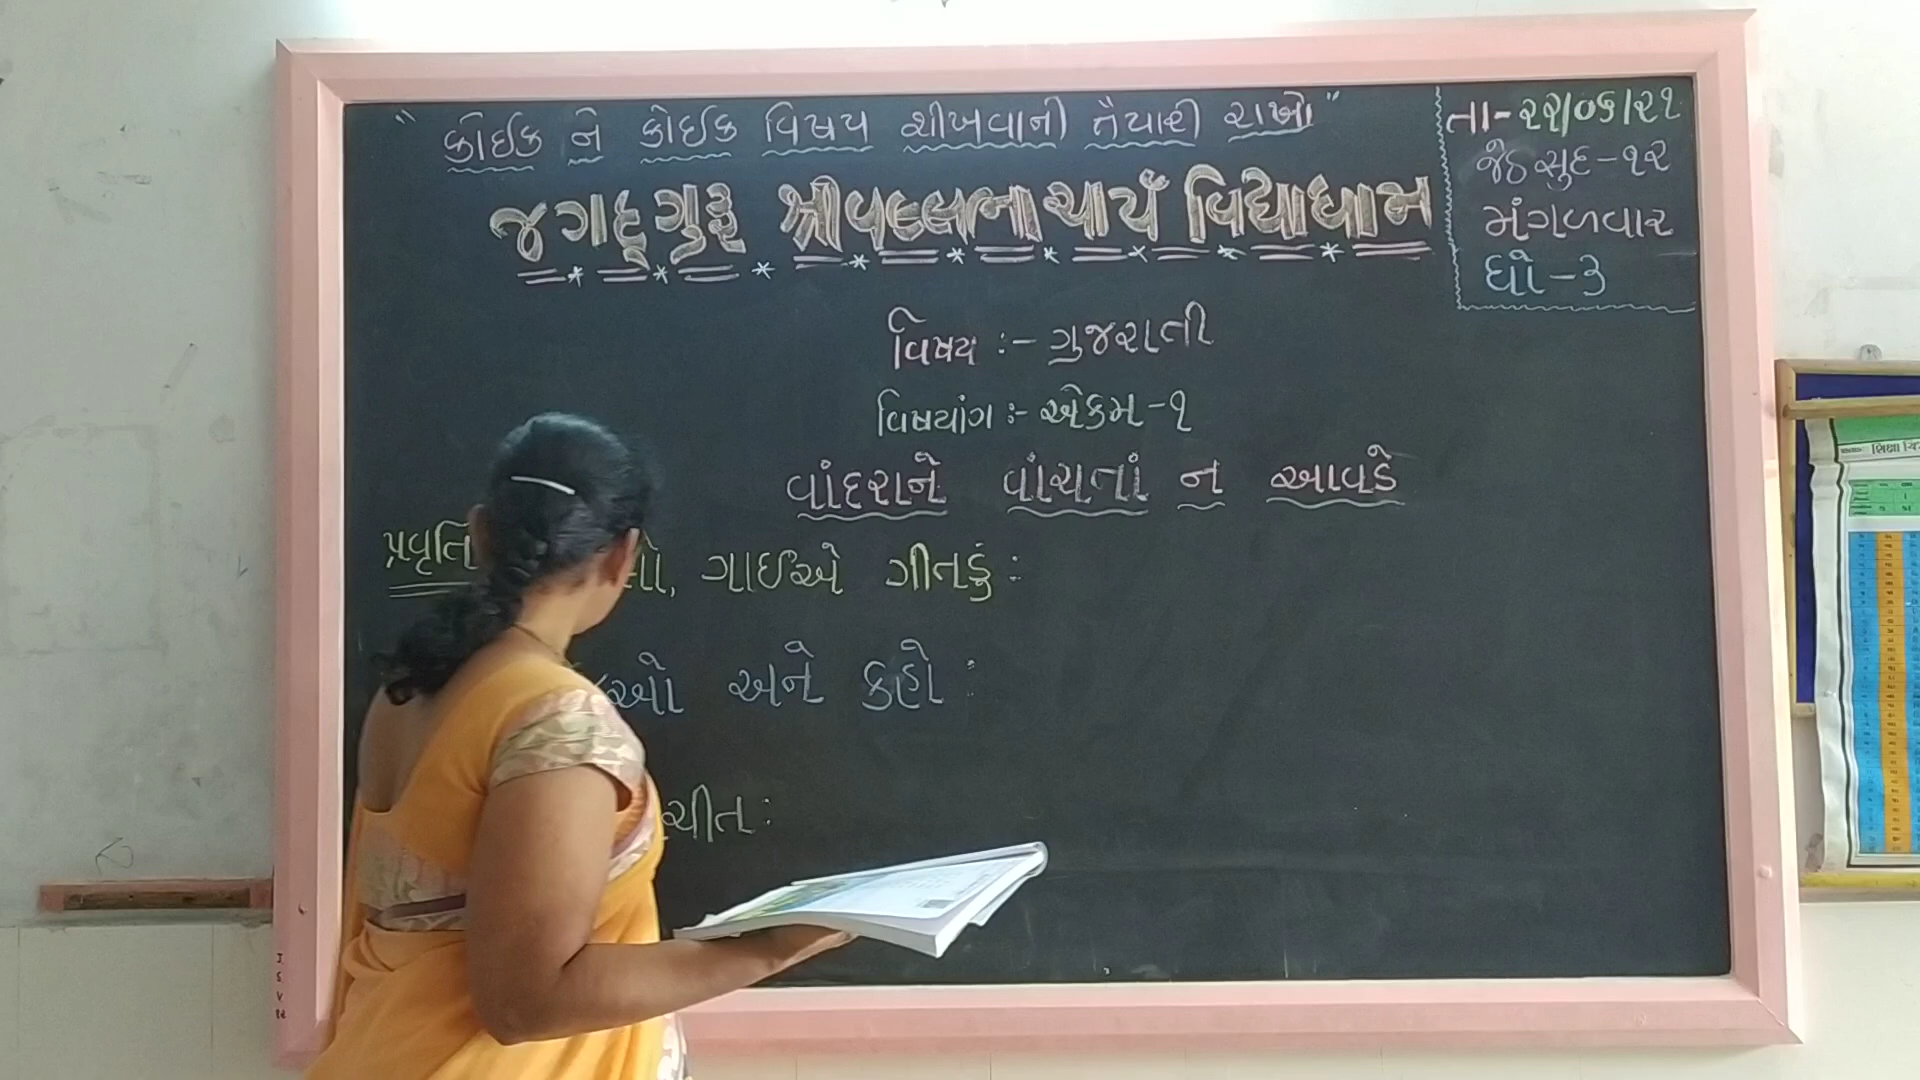 " કોઈક ને કોઈક વિષય શીખવાની તૈયારી રાખો "
તા-૨૨/૦૬/૨૧
જેઠ સુદ-૧૨
મંગળવાર
ધો-૩
જગદ્ગુરૂ શ્રીવલ્લભાચાર્ય વિદ્યાધામ
વિષય :- ગુજરાતી
વિષયાંગ :- એકમ-૧
વાંદરાને વાંચતાં ન આવડે
પ્રવૃતિ ગાઈએ ગીતકું :
અને કહો :
J
S
V